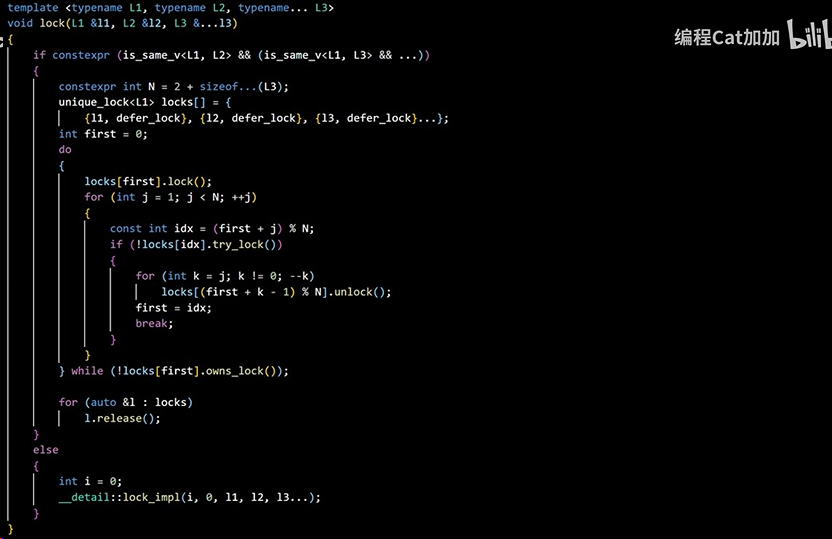 template <typename L1, typename L2, typename... L3>
void lock(L1 &l1, L2 &l2, L3 &...l3)
{
if constexpr (is_same_v<L1, L2> && (is_same_v<L1, L3> && ...))
{
constexpr int N = 2 + sizeof...(L3);
unique_lock<L1> locks[] = {
{l1, defer_lock}, {l2, defer_lock}, {l3, defer_lock}...};
int first = 0;
do
{
locks[first].lock();
for (int j = 1; j < N; ++j)
{
const int idx = (first + j) % N;
if (!locks[idx].try_lock())
{
for (int k = j; k != 0; --k)
locks[(first + k - 1) % N].unlock();
first = idx;
break;
}
}
} while (!locks[first].owns_lock());
for (auto &l : locks)
l.release();
}
else
{
int i = 0;
__detail::lock_impl(i, 0, l1, l2, l3...);
}
}
编程Cat加加